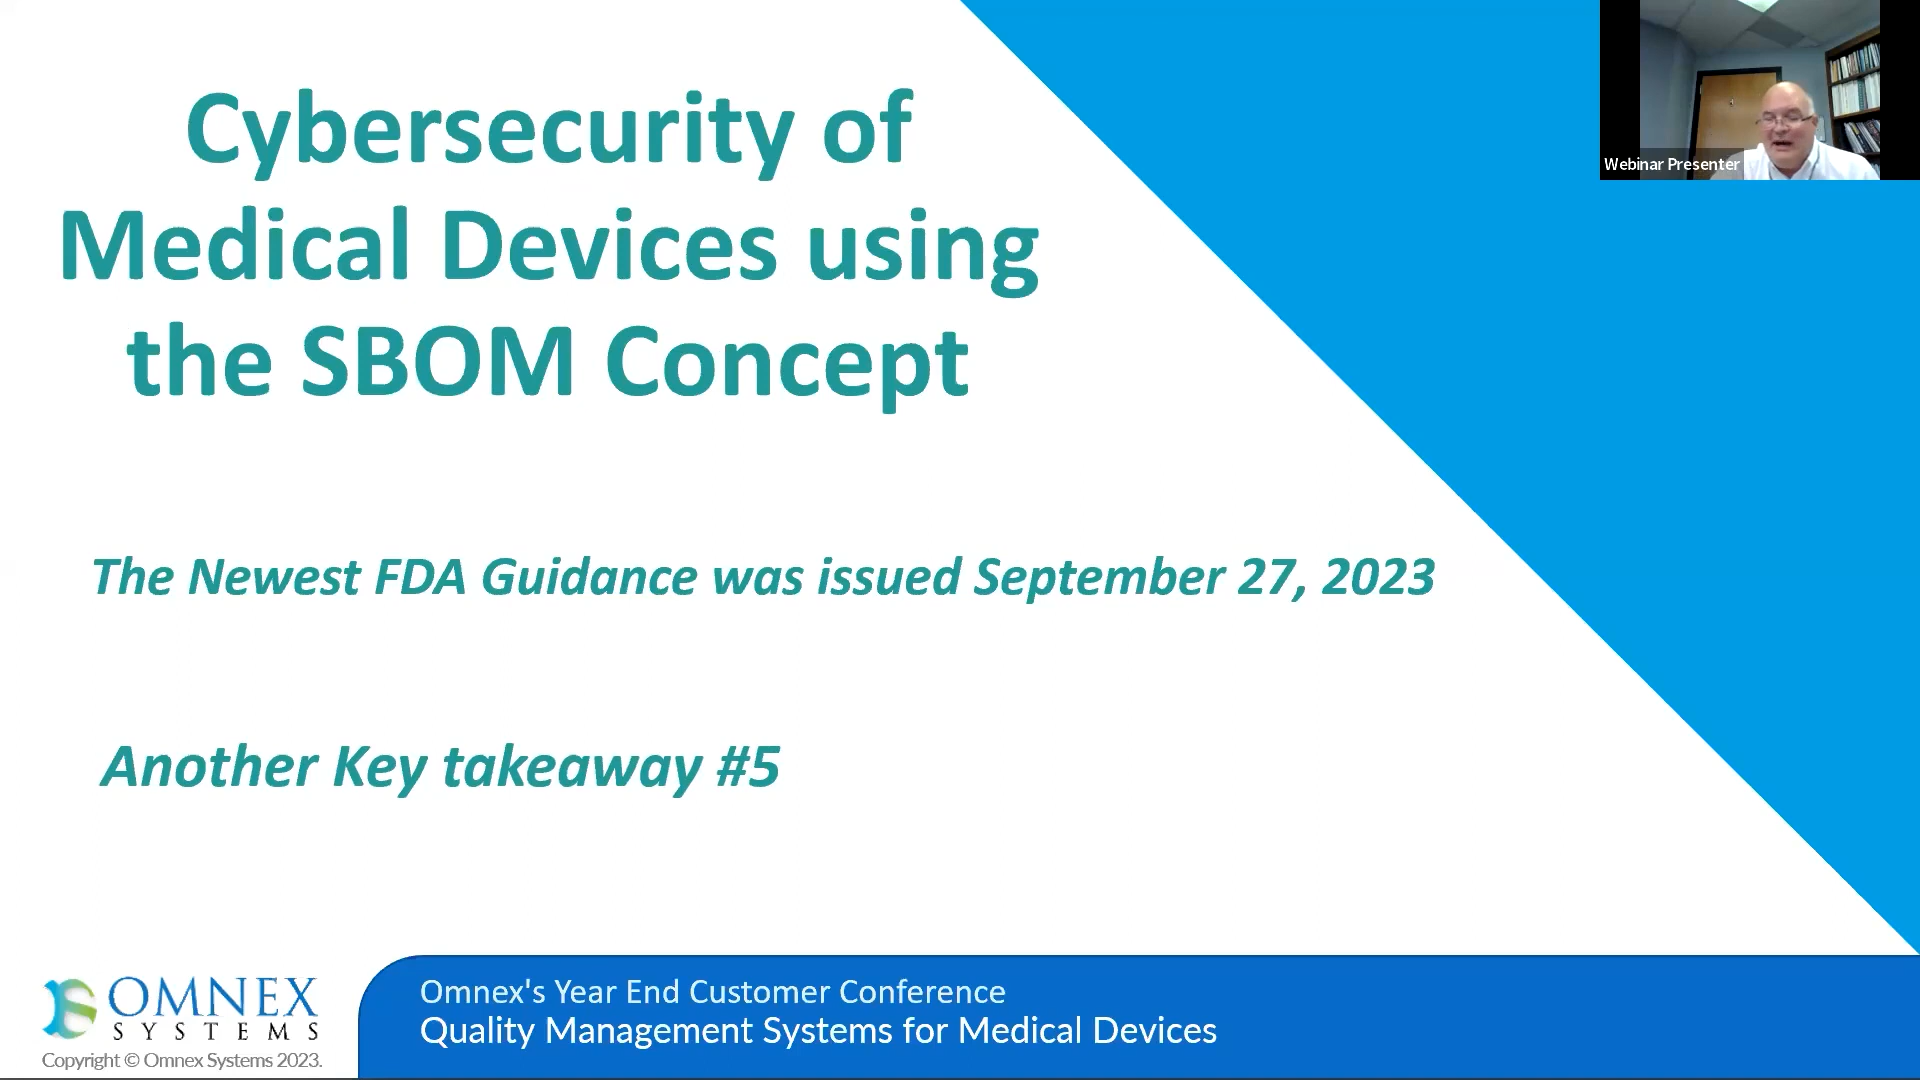 Cybersecurity of
Medical Devices using
the SBOM Concept
Webinar Presenter
The Newest FDA Guidance was issued September 27, 2023
Another Key takeaway #5
OMNEX
SYSTEMS
Copyright © Omnex Systems 2023.
Omnex's Year End Customer Conference
Quality Management Systems for Medical Devices